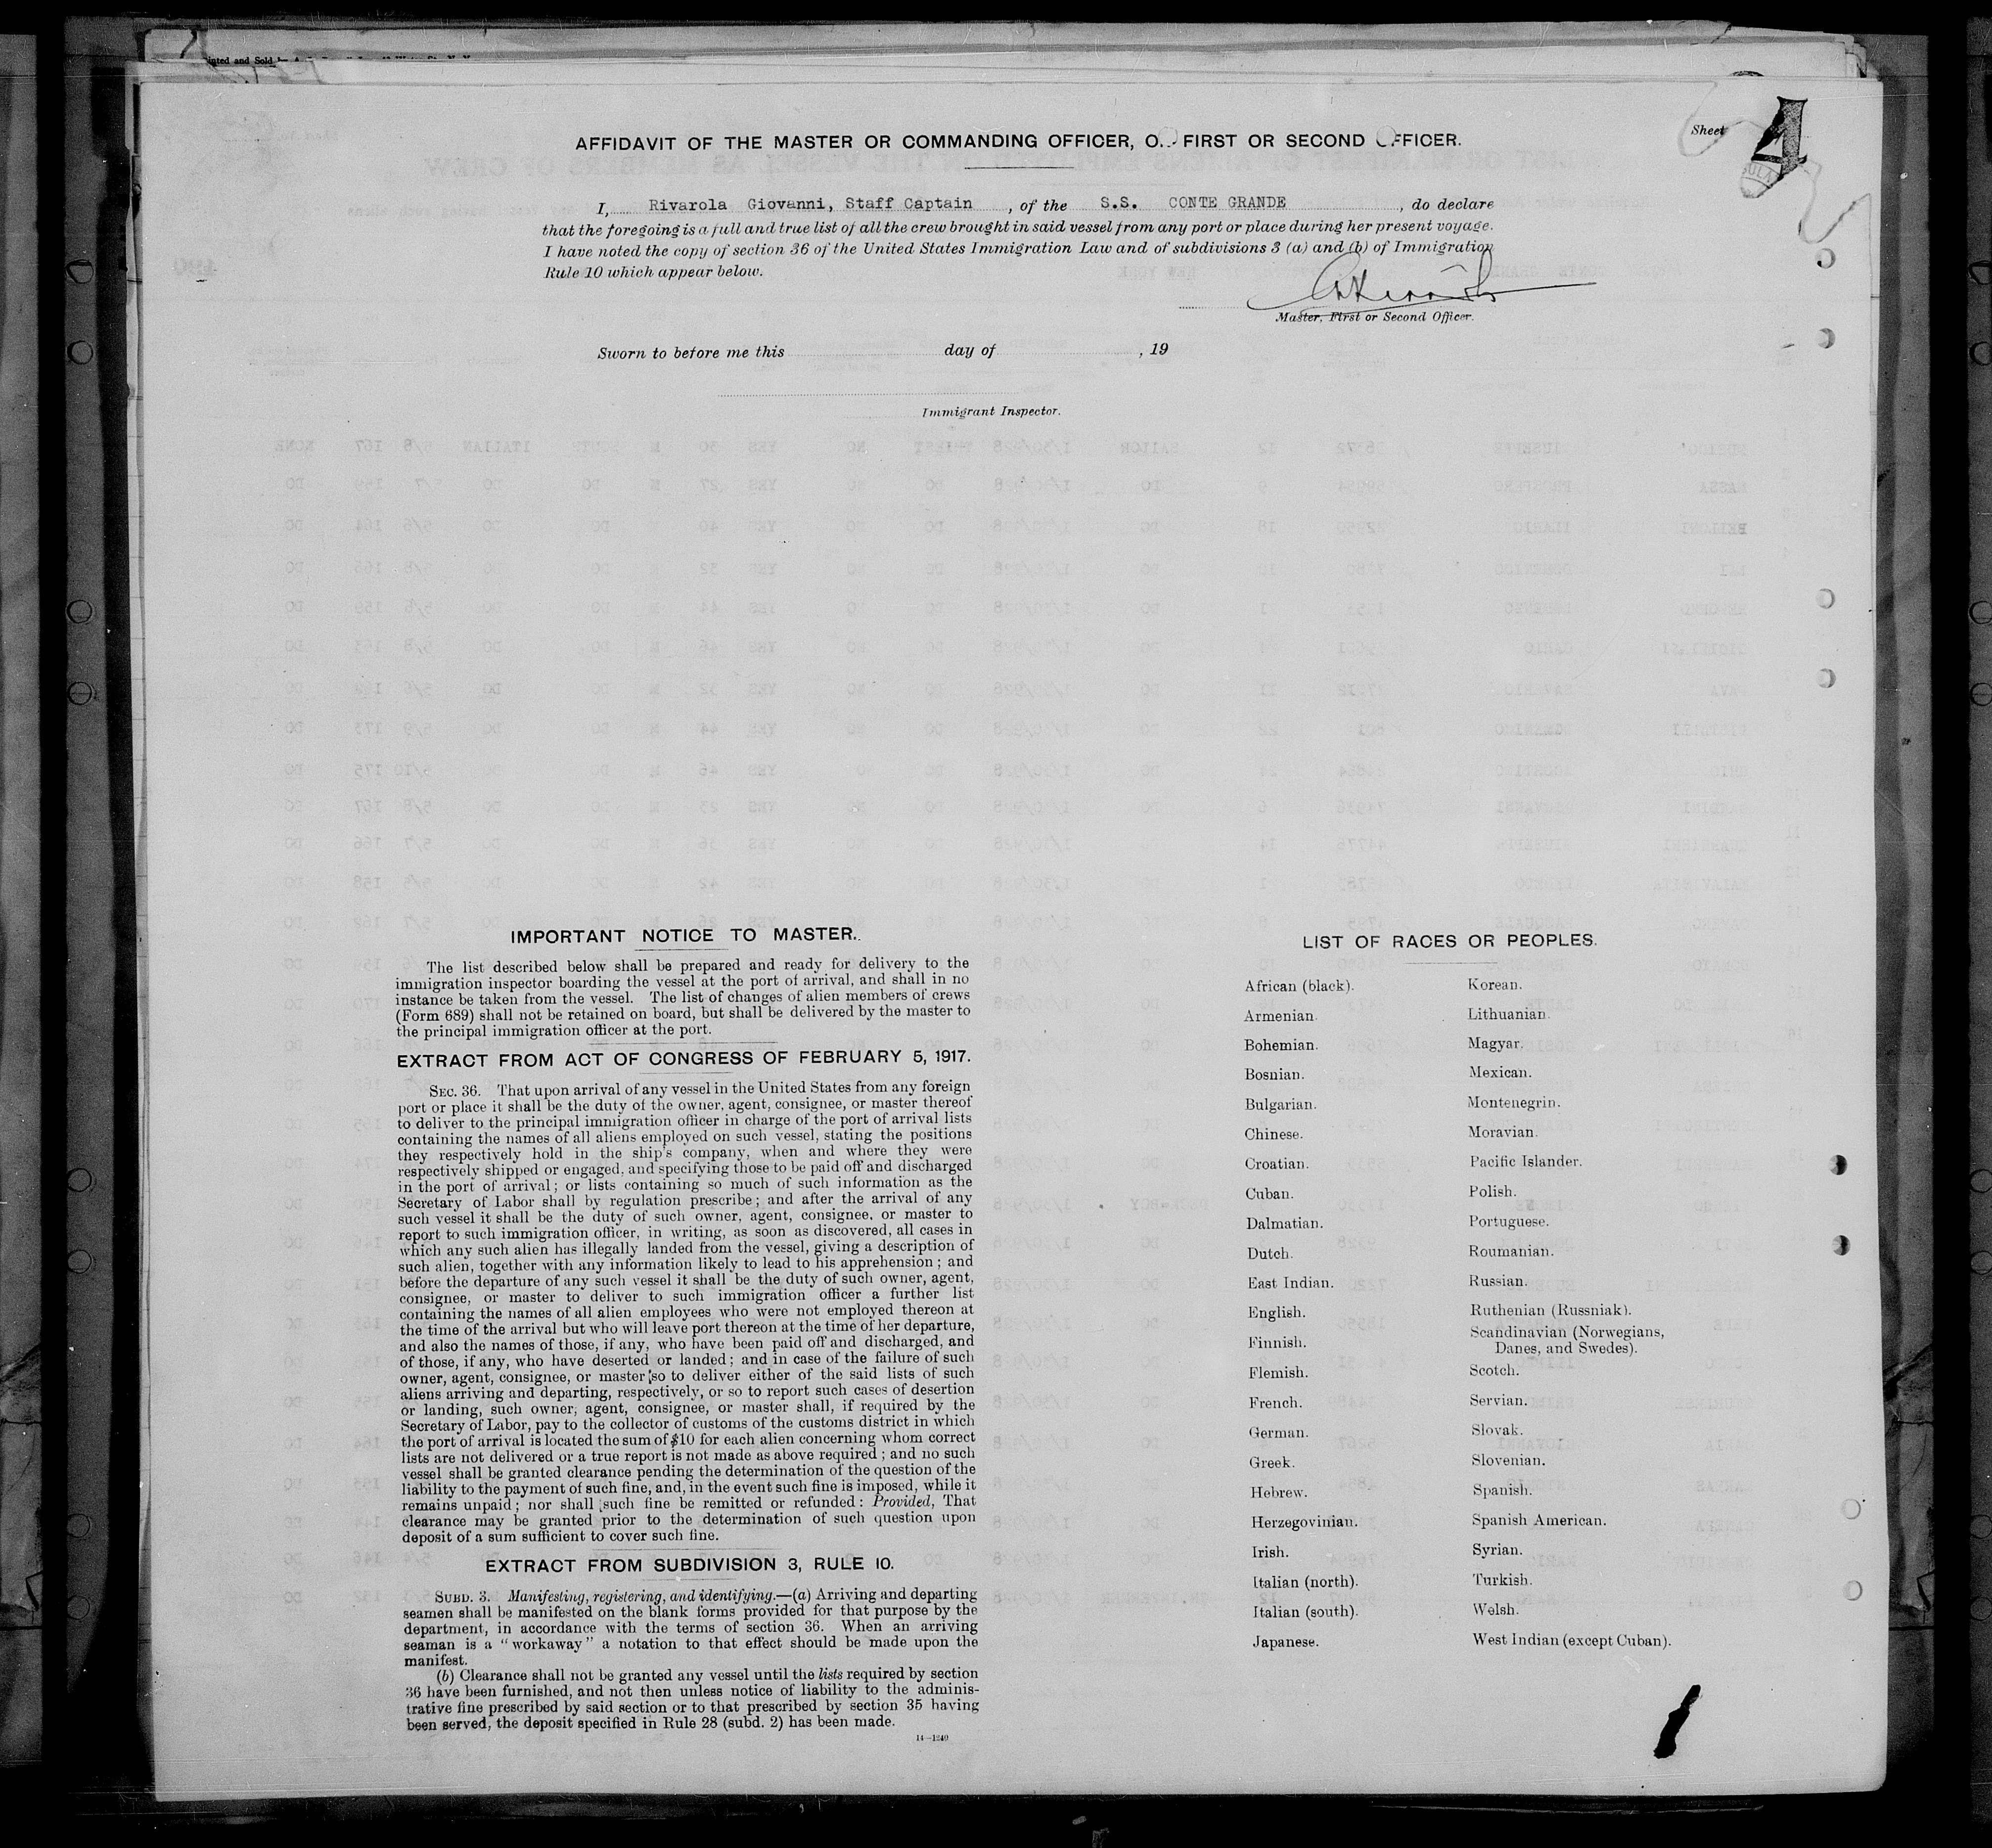 Sheet 4
AFFIDAVIT OF THE MASTER OR COMMANDING OFFICER, O FIRST OR SECOND OFFICER.
I, Rivarola Giovanni, Staff Captain , of the S.S. CONTE GRANDE , do declare
that the foregoing is a full and true list of all the crew brought in said vessel from any port or place during her present voyage.
I have noted the copy of section 36 of the United States Immigration Law and of subdivisions 3 (a) and (b) of Immigration
Rule 10 which appear below.
Master, First or Second Officer.
Sworn to before me this day of , 19
Immigrant Inspector.
IMPORTANT NOTICE TO MASTER.
The list described below shall be prepared and ready for delivery to the
immigration inspector boarding the vessel at the port of arrival, and shall in no
instance be taken from the vessel. The list of changes of alien members of crews
(Form 689) shall not be retained on board, but shall be delivered by the master to
the principal immigration officer at the port.
EXTRACT FROM ACT OF CONGRESS OF FEBRUARY 5, 1917.
SEC. 36. That upon arrival of any vessel in the United States from any foreign
port or place it shall be the duty of the owner, agent, consignee, or master thereof
to deliver to the principal immigration officer in charge of the port of arrival lists
containing the names of all aliens employed on such vessel, stating the positions
they respectively hold in the ship's company, when and where they were
respectively shipped or engaged, and specifying those to be paid off and discharged
in the port of arrival; or lists containing so much of such information as the
Secretary of Labor shall by regulation prescribe; and after the arrival of any
such vessel it shall be the duty of such owner, agent, consignee, or master to
report to such immigration officer, in writing, as soon as discovered, all cases in
which any such alien has illegally landed from the vessel, giving a description of
such alien, together with any information likely to lead to his apprehension; and
before the departure of any such vessel it shall be the duty of such owner, agent,
consignee, or master to deliver to such immigration officer a further list
containing the names of all alien employees who were not employed thereon at
the time of the arrival but who will leave port thereon at the time of her departure,
and also the names of those, if any, who have been paid off and discharged, and
of those, if any, who have deserted or landed; and in case of the failure of such
owner, agent, consignee, or master so to deliver either of the said lists of such
aliens arriving and departing, respectively, or so to report such cases of desertion
or landing, such owner, agent, consignee, or master shall, if required by the
Secretary of Labor, pay to the collector of customs of the customs district in which
the port of arrival is located the sum of $10 for each alien concerning whom correct
lists are not delivered or a true report is not made as above required; and no such
vessel shall be granted clearance pending the determination of the question of the
liability to the payment of such fine, and, in the event such fine is imposed, while it
remains unpaid; nor shall such fine be remitted or refunded: Provided, That
clearance may be granted prior to the determination of such question upon
deposit of a sum sufficient to cover such fine.
EXTRACT FROM SUBDIVISION 3, RULE 10.
SUBD. 3. Manifesting, registering, and identifying.—(a) Arriving and departing
seamen shall be manifested on the blank forms provided for that purpose by the
department, in accordance with the terms of section 36. When an arriving
seaman is a "workaway" a notation to that effect should be made upon the
manifest.
(b) Clearance shall not be granted any vessel until the lists required by section
36 have been furnished, and not then unless notice of liability to the adminis-
trative fine prescribed by said section or to that prescribed by section 35 having
been served, the deposit specified in Rule 28 (subd. 2) has been made.
14—1240
LIST OF RACES OR PEOPLES.
African (black).
Armenian.
Bohemian.
Bosnian.
Bulgarian.
Chinese.
Croatian.
Cuban.
Dalmatian.
Dutch.
East Indian.
English.
Finnish.
Flemish.
French.
German.
Greek.
Hebrew.
Herzegovinian.
Irish.
Italian (north).
Italian (south).
Japanese.
Korean.
Lithuanian.
Magyar.
Mexican.
Montenegrin.
Moravian.
Pacific Islander.
Polish.
Portuguese.
Roumanian.
Russian.
Ruthenian (Russniak).
Scandinavian (Norwegians,
Danes, and Swedes).
Scotch.
Servian.
Slovak.
Slovenian.
Spanish.
Spanish American.
Syrian.
Turkish.
Welsh.
West Indian (except Cuban).